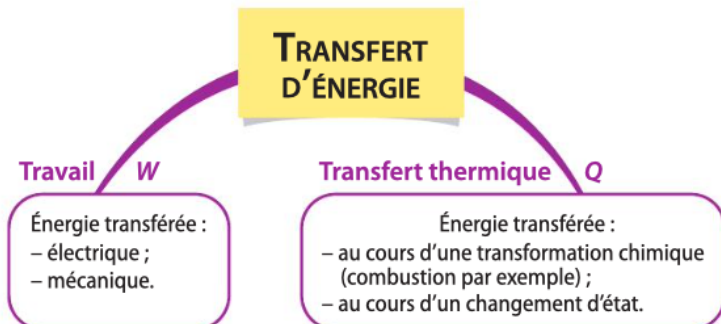 TRANSFERT
D'ÉNERGIE
Travail W
Énergie transférée :
– électrique ;
– mécanique.
Transfert thermique Q
Énergie transférée :
– au cours d'une transformation chimique
(combustion par exemple) ;
– au cours d'un changement d'état.